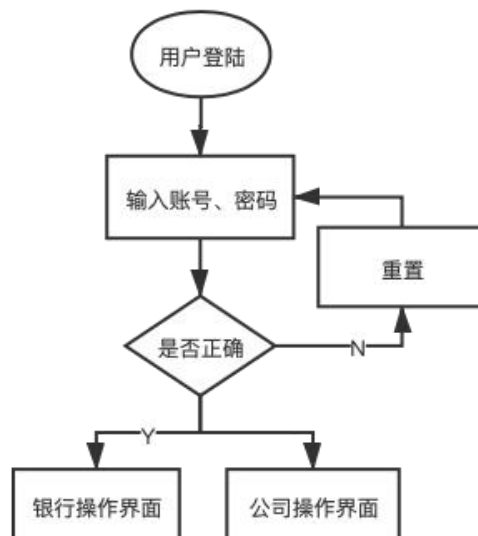 用户登陆
输入账号、密码
重置
是否正确
N
Y
银行操作界面
公司操作界面